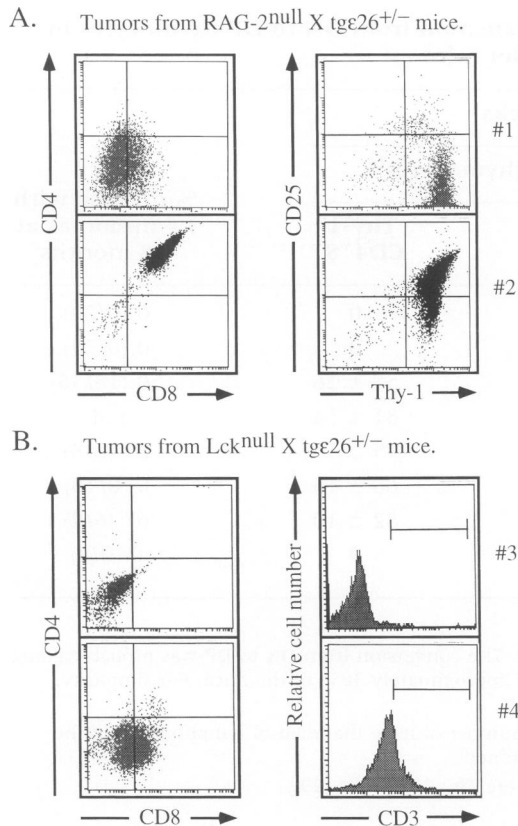 A. Tumors from RAG-2null X tgε26+/- mice.
CD4
CD25
#1
#2
CD8
Thy-1
B. Tumors from Lcknull X tgε26+/- mice.
CD4
Relative cell number
#3
#4
CD8
CD3